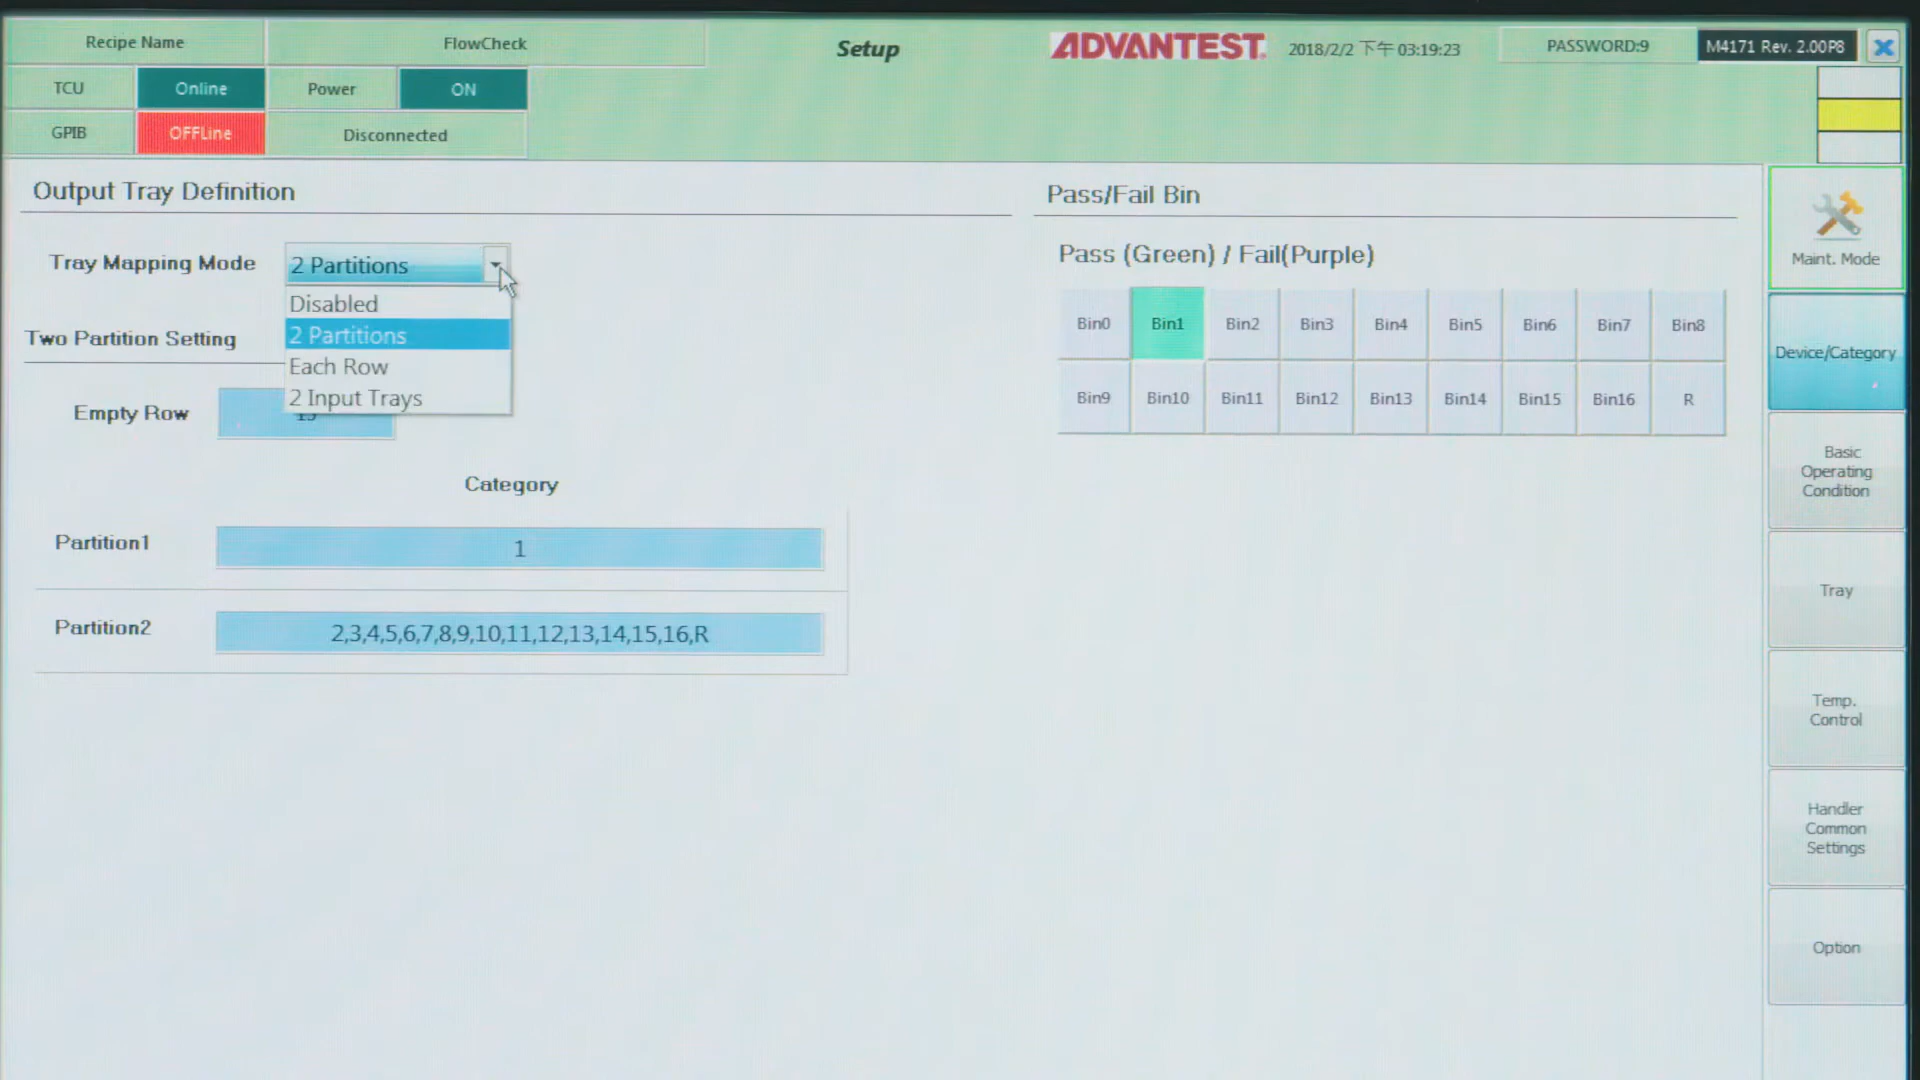 Recipe Name
FlowCheck
Setup
ADVANTEST
2018/2/2 下午 03:19:23
PASSWORD:9
M4171 Rev. 2.00P8
TCU
Online
Power
ON
GPIB
OFFLine
Disconnected
Output Tray Definition
Pass/Fail Bin
Maint. Mode
Tray Mapping Mode
2 Partitions
Disabled
2 Partitions
Each Row
2 Input Trays
Pass (Green) / Fail(Purple)
Bin0 Bin1 Bin2 Bin3 Bin4 Bin5 Bin6 Bin7 Bin8
Bin9 Bin10 Bin11 Bin12 Bin13 Bin14 Bin15 Bin16 R
Two Partition Setting
Empty Row
Category
Partition1
1
Partition2
2,3,4,5,6,7,8,9,10,11,12,13,14,15,16,R
Device/Category
Basic
Operating
Condition
Tray
Temp.
Control
Handler
Common
Settings
Option